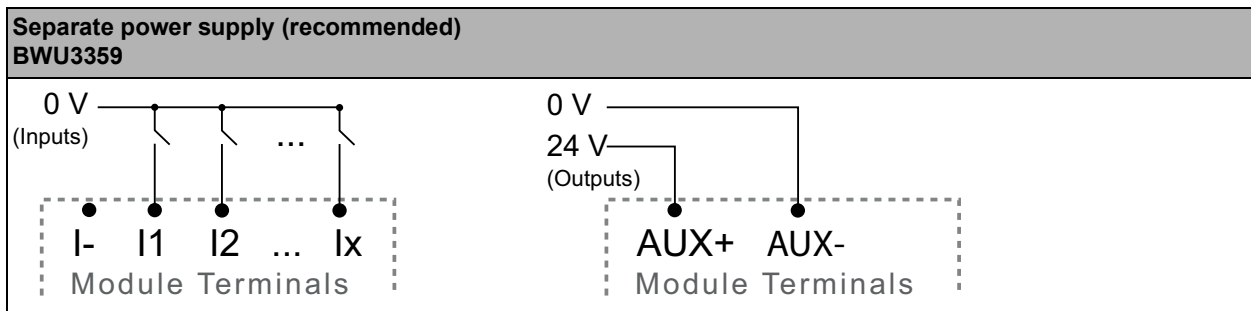 Separate power supply (recommended)
BWU3359
0 V
(Inputs)
...
I- I1 I2 ... Ix
Module Terminals
0 V
24 V
(Outputs)
AUX+ AUX-
Module Terminals